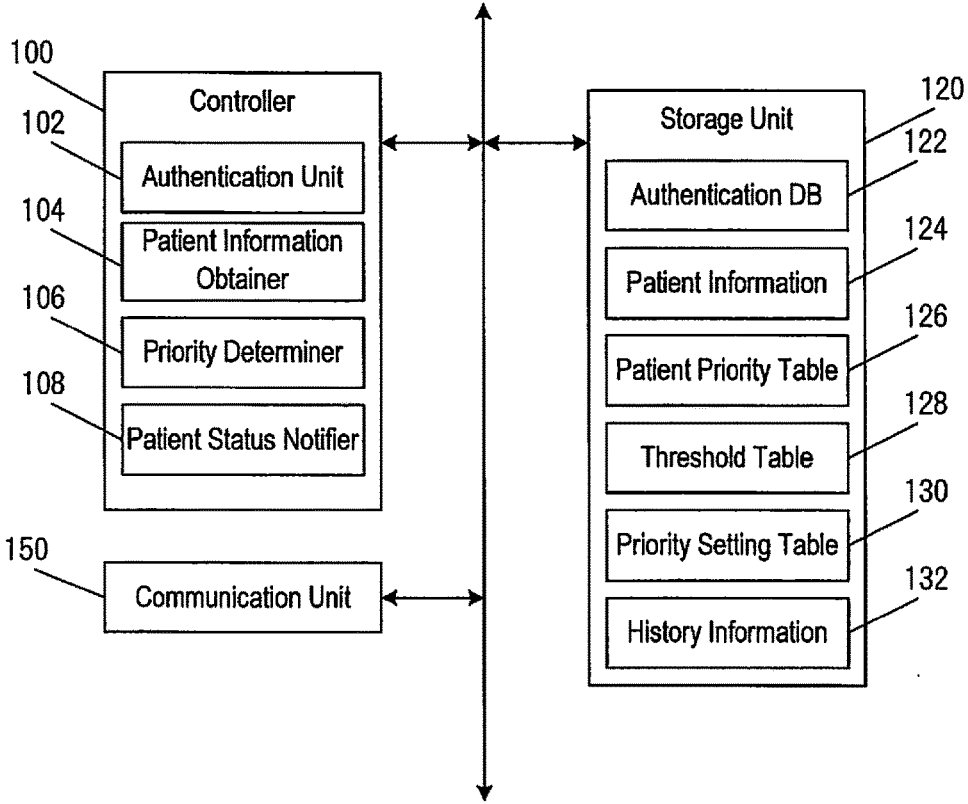 100
Controller
102
Authentication Unit
104
Patient Information
Obtainer
106
Priority Determiner
108
Patient Status Notifier
150
Communication Unit
120
Storage Unit
122
Authentication DB
124
Patient Information
126
Patient Priority Table
128
Threshold Table
130
Priority Setting Table
132
History Information